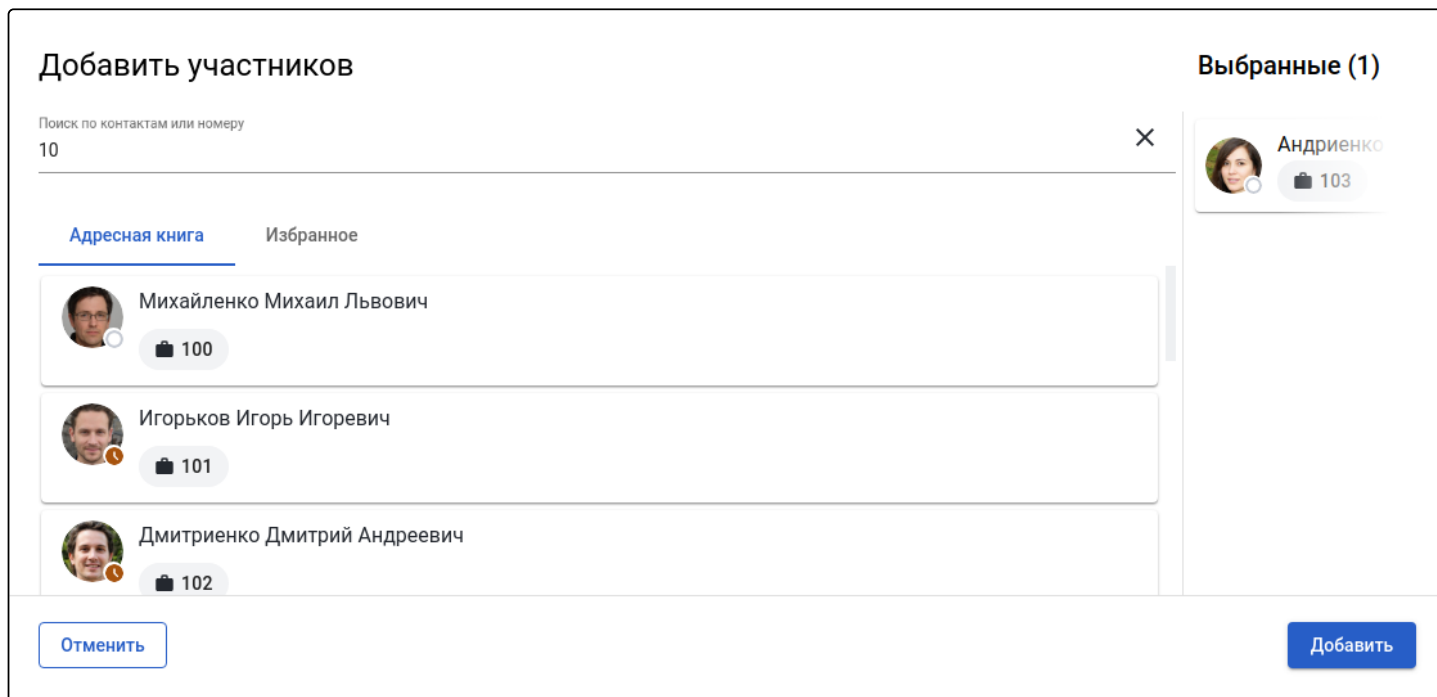 Добавить участников
Выбранные (1)
Поиск по контактам или номеру
10
Адресная книга
Избранное
Михайленко Михаил Львович
100
Игорьков Игорь Игоревич
101
Дмитриенко Дмитрий Андреевич
102
Андриенко
103
Отменить
Добавить